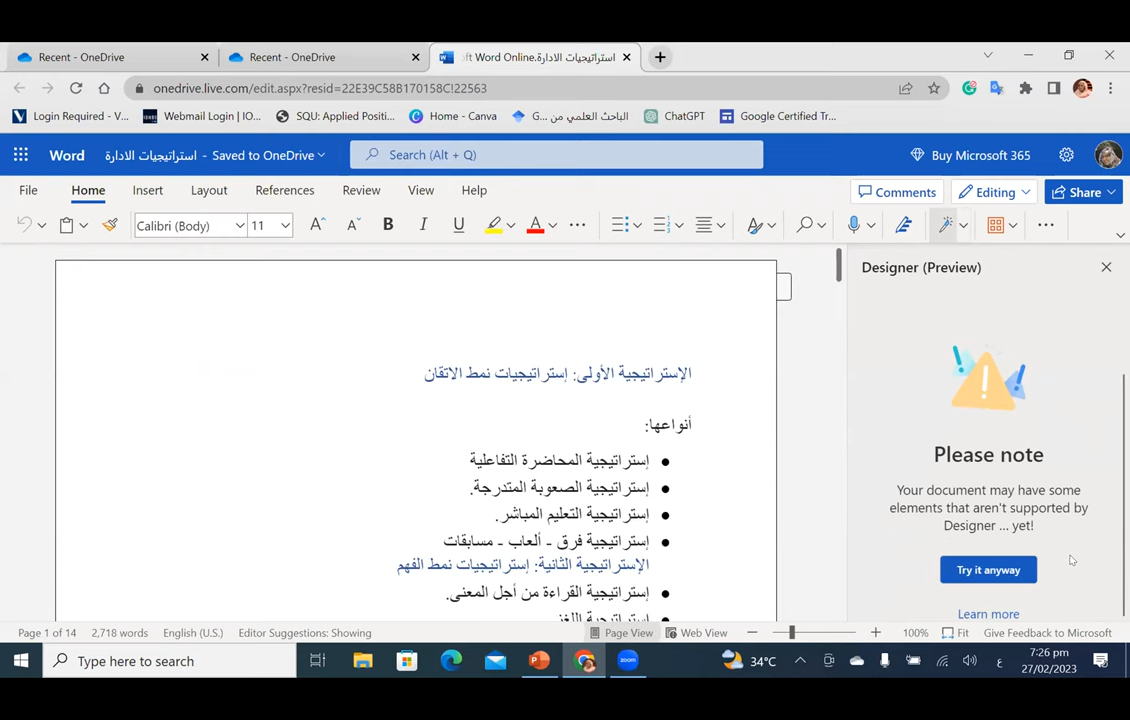 Recent - OneDrive
Recent - OneDrive
استراتيجيات الادارة.ft Word Online
onedrive.live.com/edit.aspx?resid=22E39C58B170158C!22563
Login Required - V...
Webmail Login | IO...
SQU: Applied Positi...
Home - Canva
الباحث العلمي من G...
ChatGPT
Google Certified Tra...
Word
استراتيجيات الادارة - Saved to OneDrive
Search (Alt + Q)
Buy Microsoft 365
File Home Insert Layout References Review View Help
Comments
Editing
Share
Calibri (Body) 11
B I U
Designer (Preview)
الإستراتيجية الأولى: إستراتيجيات نمط الاتقان
أنواعها:
● إستراتيجية المحاضرة التفاعلية
● إستراتيجية الصعوبة المتدرجة.
● إستراتيجية التعليم المباشر.
● إستراتيجية فرق - ألعاب - مسابقات
الإستراتيجية الثانية: إستراتيجيات نمط الفهم
● إستراتيجية القراءة من أجل المعنى.
إستراتيجية اللغز
Please note
Your document may have some
elements that aren't supported by
Designer ... yet!
Try it anyway
Learn more
Page 1 of 14 2,718 words English (U.S.) Editor Suggestions: Showing Page View Web View 100% Fit Give Feedback to Microsoft
Type here to search
zoom
34°C
ع
7:26 pm
27/02/2023